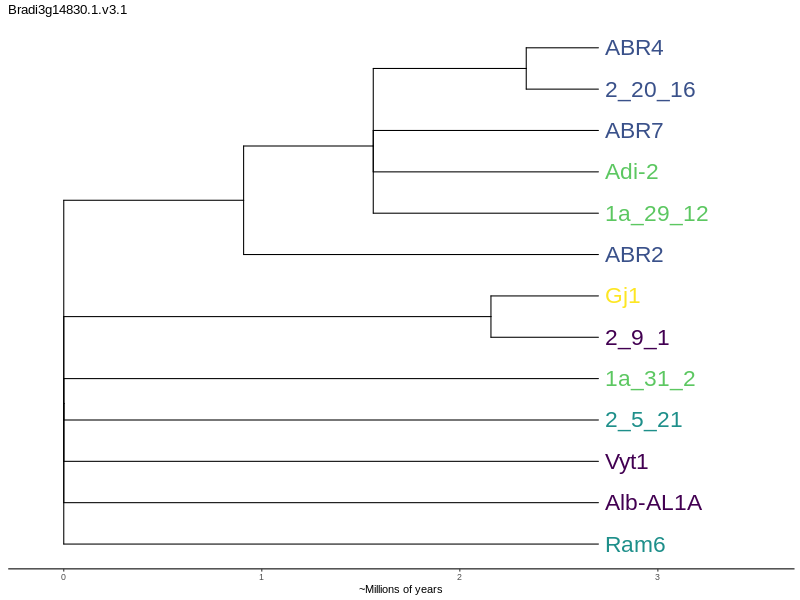 Bradi3g14830.1.v3.1
ABR4
2_20_16
ABR7
Adi-2
1a_29_12
ABR2
Gj1
2_9_1
1a_31_2
2_5_21
Vyt1
Alb-AL1A
Ram6
0 1 2 3
~Millions of years